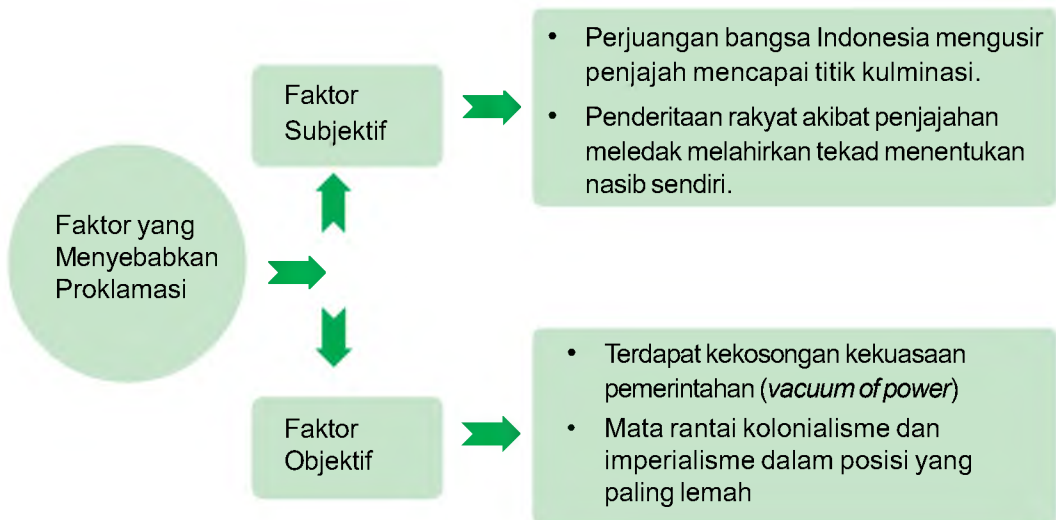 Faktor yang
Menyebabkan
Proklamasi
Faktor
Subjektif
• Perjuangan bangsa Indonesia mengusir
penjajah mencapai titik kulminasi.
• Penderitaan rakyat akibat penjajahan
meledak melahirkan tekad menentukan
nasib sendiri.
Faktor
Objektif
• Terdapat kekosongan kekuasaan
pemerintahan (vacuum of power)
• Mata rantai kolonialisme dan
imperialisme dalam posisi yang
paling lemah